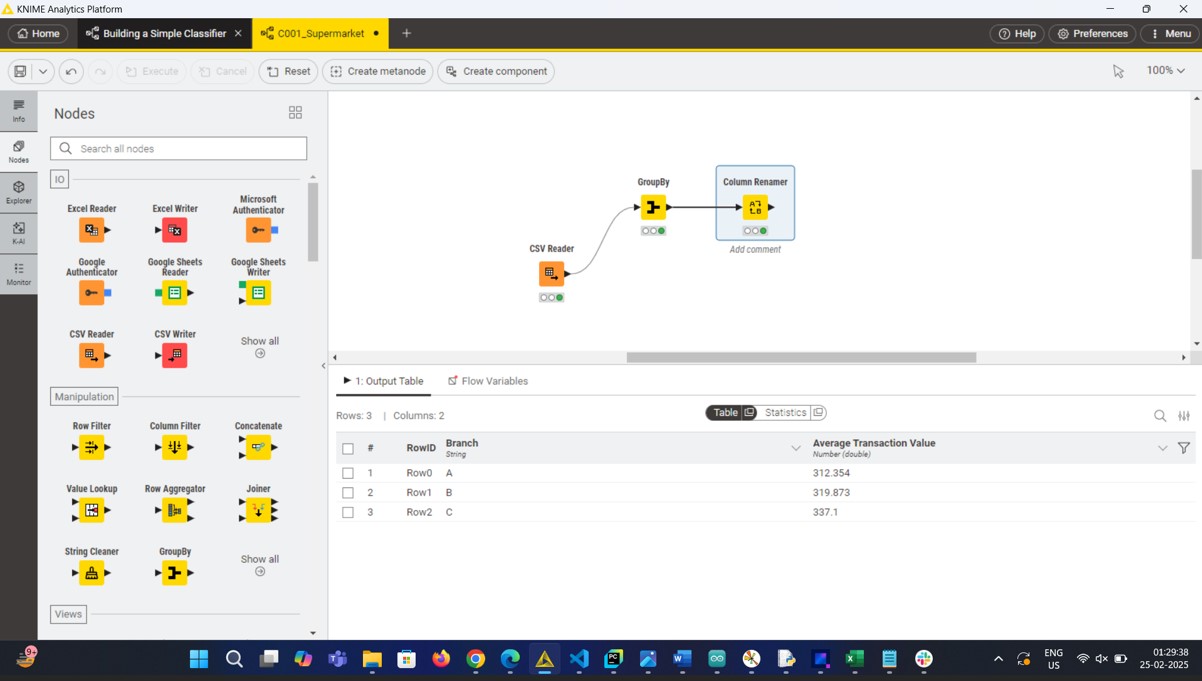 KNIME Analytics Platform
Home
Building a Simple Classifier
C001_Supermarket
Help
Preferences
Menu
Execute
Cancel
Reset
Create metanode
Create component
100%
Info
Nodes
Explorer
K-AI
Monitor
Nodes
Search all nodes
IO
Excel Reader
Excel Writer
Microsoft
Authenticator
Google
Authenticator
Google Sheets
Reader
Google Sheets
Writer
CSV Reader
CSV Writer
Show all
Manipulation
Row Filter
Column Filter
Concatenate
Value Lookup
Row Aggregator
Joiner
String Cleaner
GroupBy
Show all
Views
CSV Reader
GroupBy
Column Renamer
Add comment
1: Output Table
Flow Variables
Rows: 3 | Columns: 2
Table
Statistics
# RowID Branch Average Transaction Value
String Number (double)
1 Row0 A 312.354
2 Row1 B 319.873
3 Row2 C 337.1
9+
ENG
US
01:29:38
25-02-2025